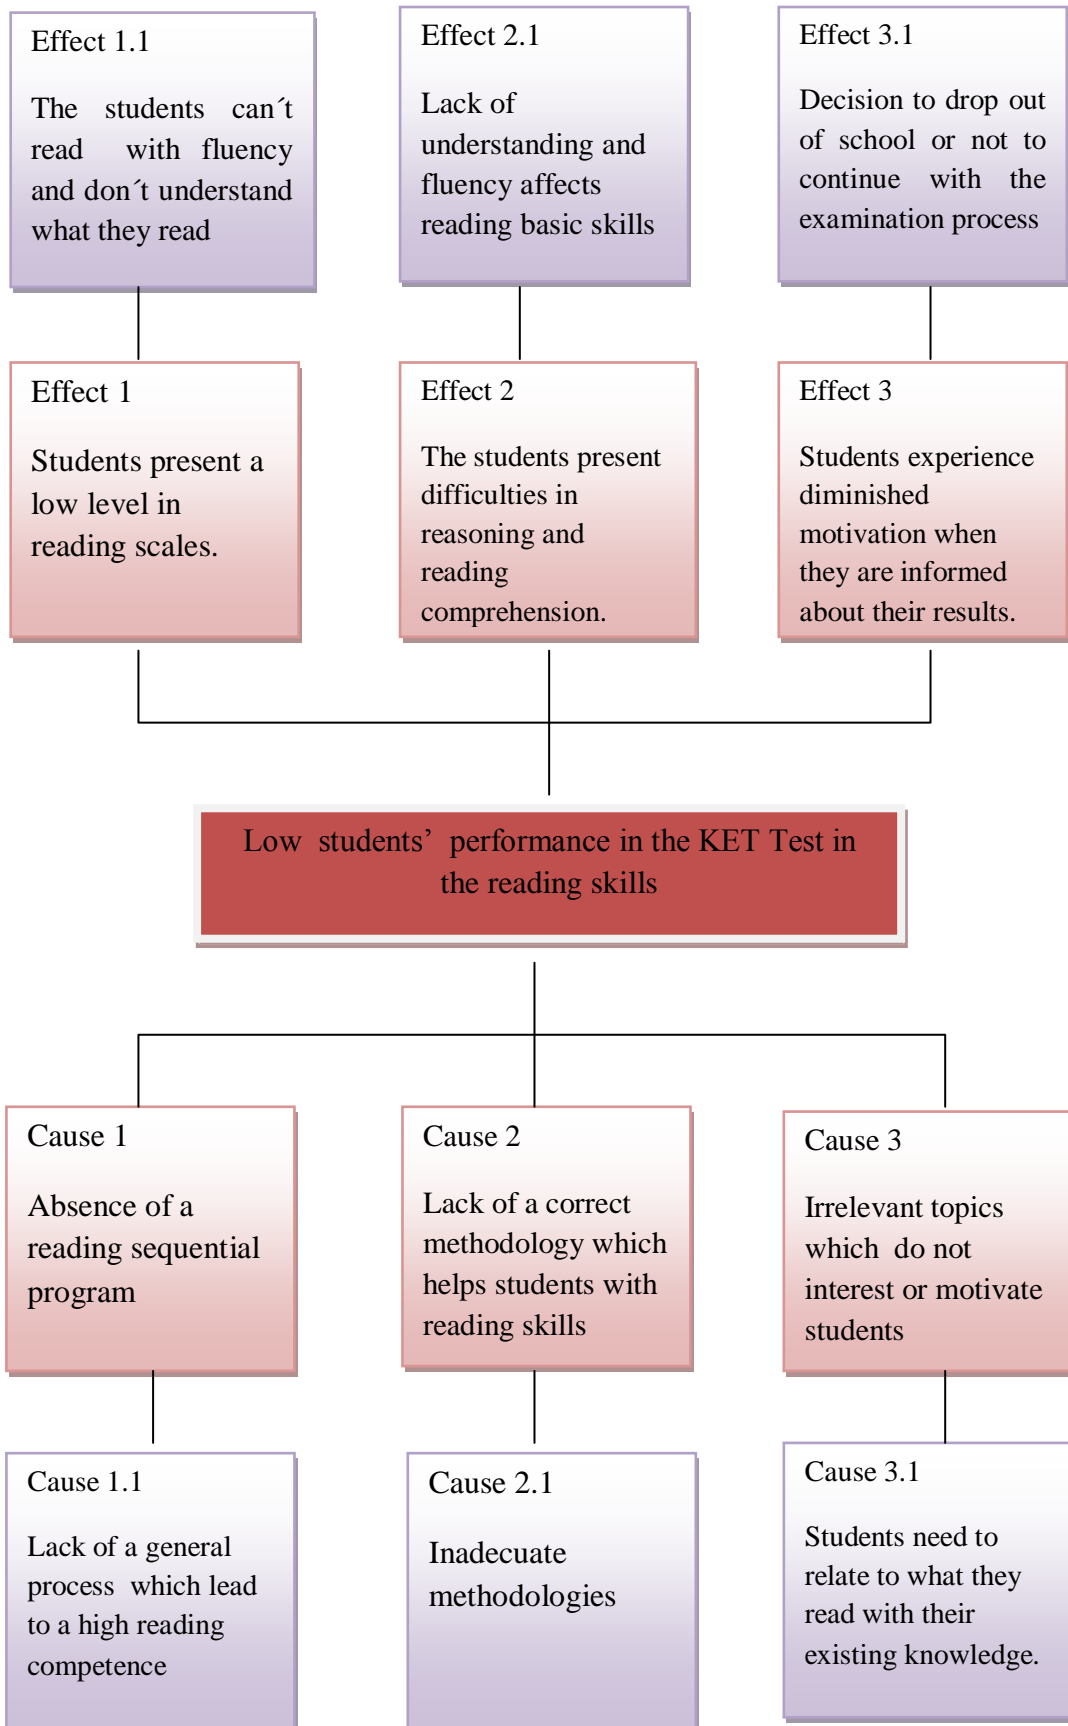 Effect 1.1
The students can´t
read with fluency
and don´t understand
what they read
Effect 2.1
Lack of
understanding and
fluency affects
reading basic skills
Effect 3.1
Decision to drop out
of school or not to
continue with the
examination process
Effect 1
Students present a
low level in
reading scales.
Effect 2
The students present
difficulties in
reasoning and
reading
comprehension.
Effect 3
Students experience
diminished
motivation when
they are informed
about their results.
Low students’ performance in the KET Test in
the reading skills
Cause 1
Absence of a
reading sequential
program
Cause 2
Lack of a correct
methodology which
helps students with
reading skills
Cause 3
Irrelevant topics
which do not
interest or motivate
students
Cause 1.1
Lack of a general
process which lead
to a high reading
competence
Cause 2.1
Inadecuate
methodologies
Cause 3.1
Students need to
relate to what they
read with their
existing knowledge.